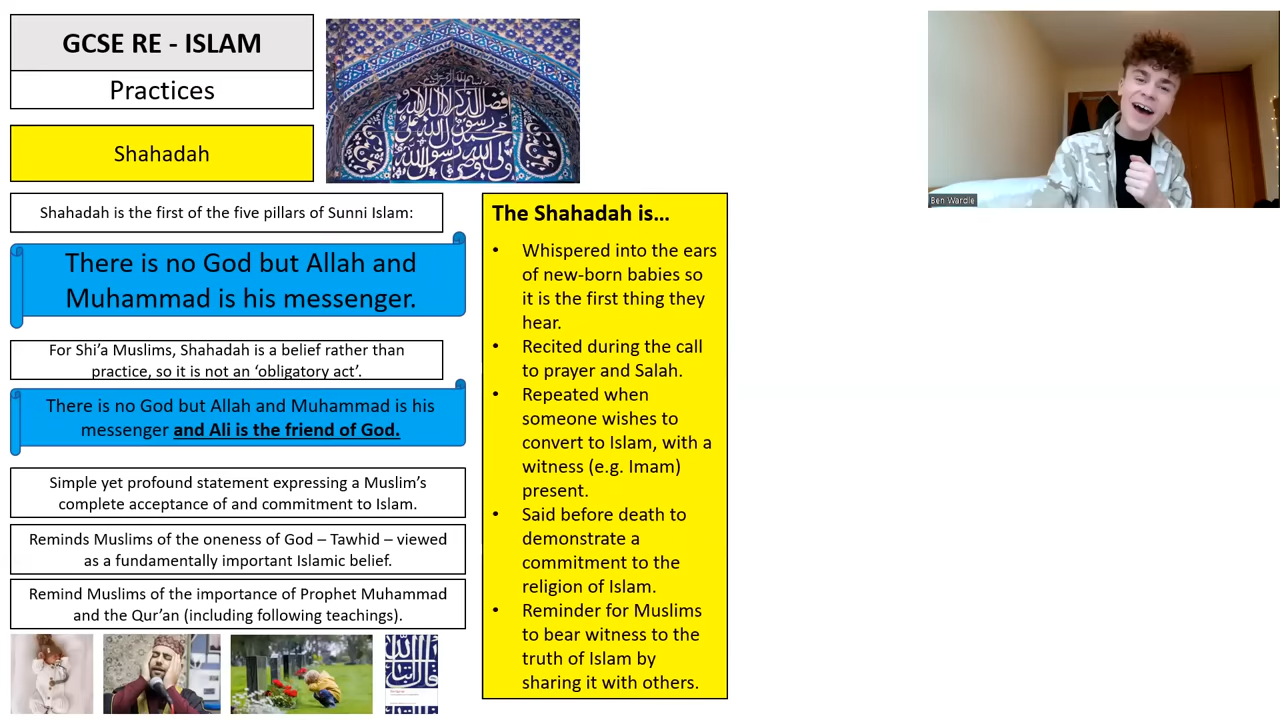 GCSE RE - ISLAM
Practices
Shahadah
Shahadah is the first of the five pillars of Sunni Islam:
There is no God but Allah and
Muhammad is his messenger.
For Shi’a Muslims, Shahadah is a belief rather than
practice, so it is not an ‘obligatory act’.
There is no God but Allah and Muhammad is his
messenger and Ali is the friend of God.
Simple yet profound statement expressing a Muslim’s
complete acceptance of and commitment to Islam.
Reminds Muslims of the oneness of God – Tawhid – viewed
as a fundamentally important Islamic belief.
Remind Muslims of the importance of Prophet Muhammad
and the Qur’an (including following teachings).
The Shahadah is…
• Whispered into the ears
of new-born babies so
it is the first thing they
hear.
• Recited during the call
to prayer and Salah.
• Repeated when
someone wishes to
convert to Islam, with a
witness (e.g. Imam)
present.
• Said before death to
demonstrate a
commitment to the
religion of Islam.
• Reminder for Muslims
to bear witness to the
truth of Islam by
sharing it with others.
Ben Wardle